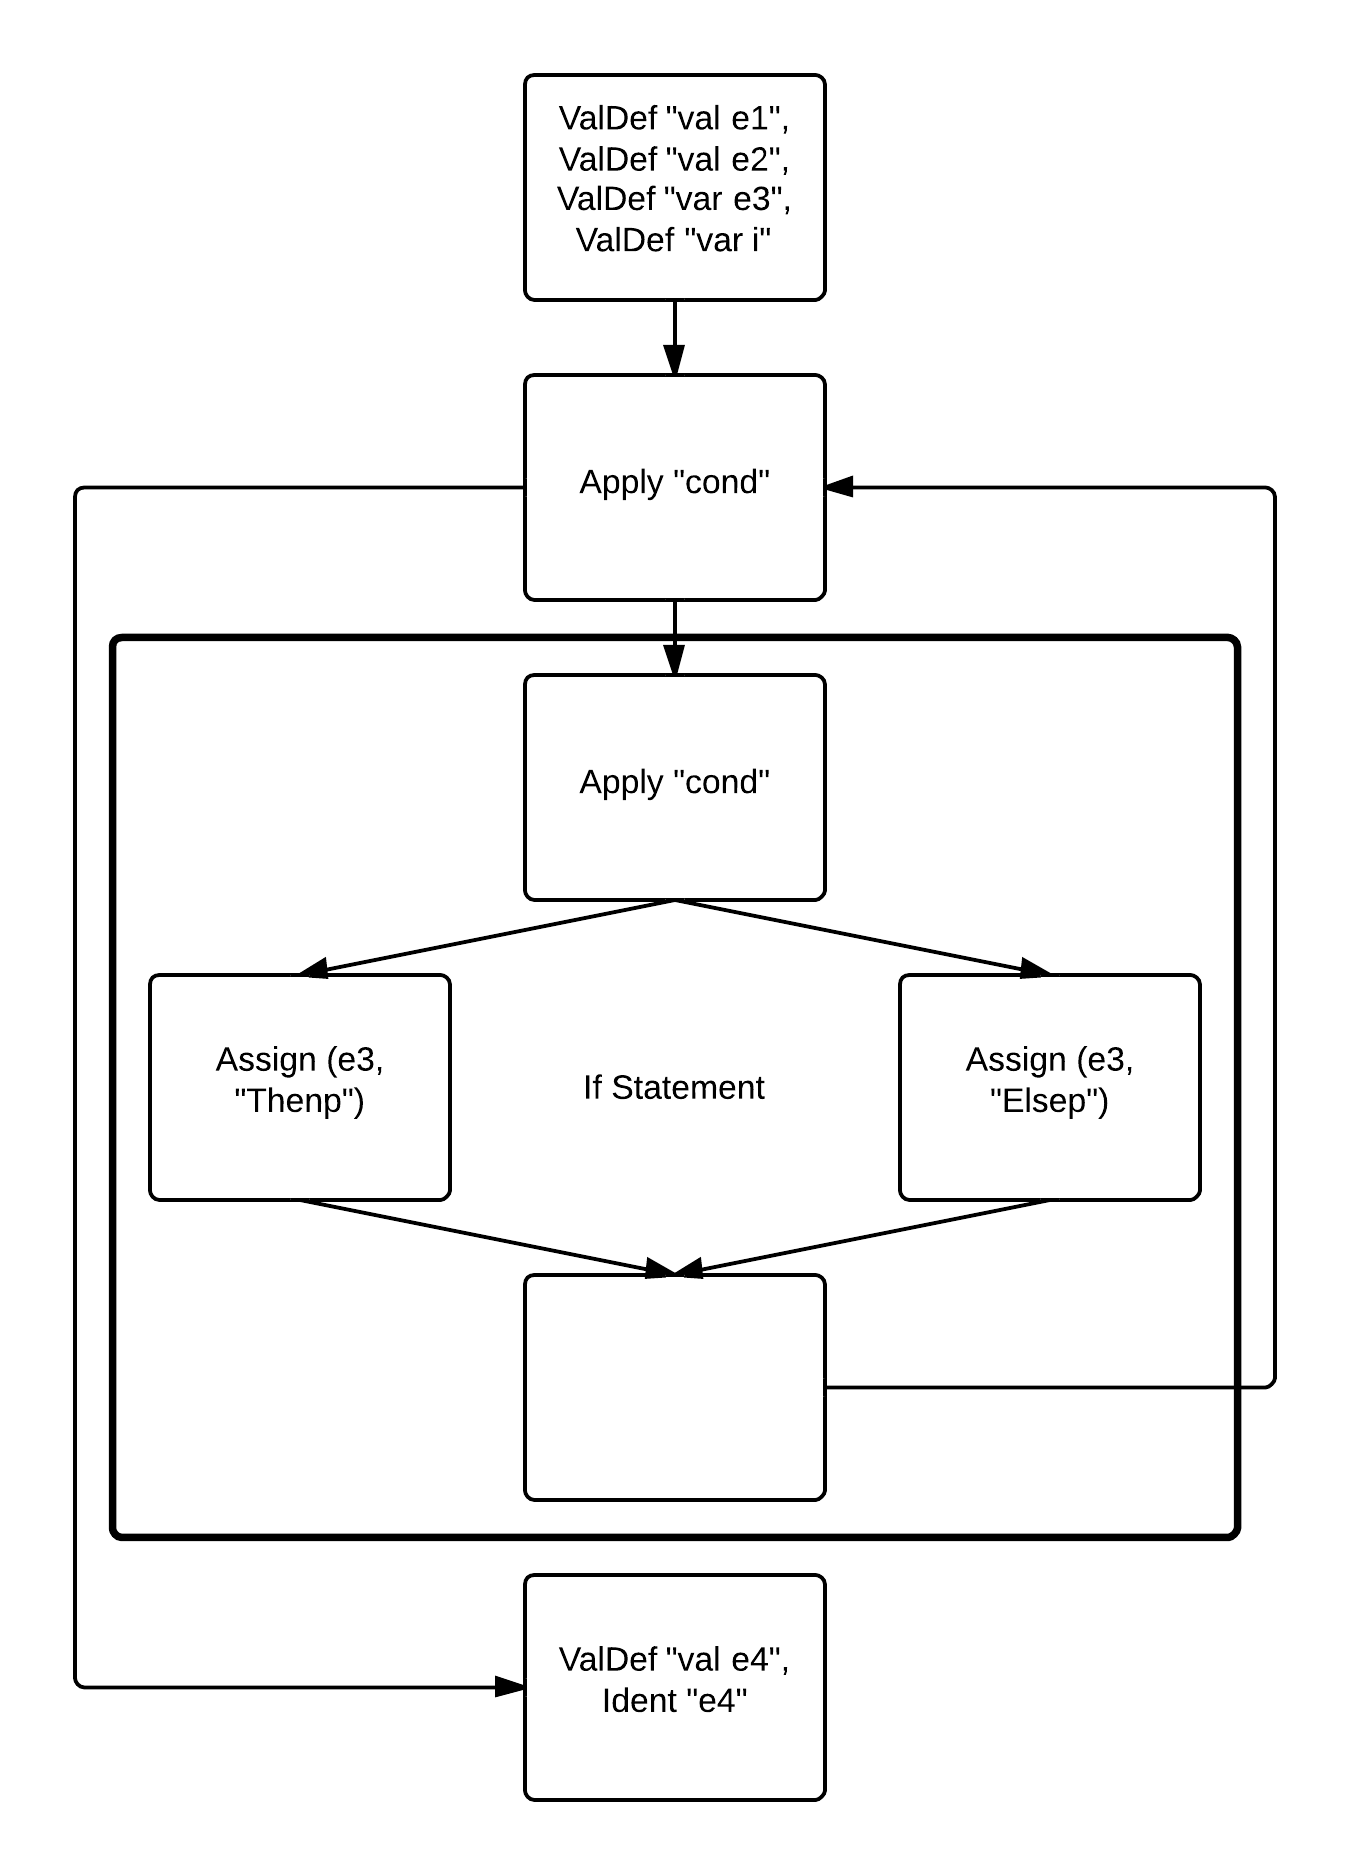 ValDef "val e1",
ValDef "val e2",
ValDef "var e3",
ValDef "var i"
Apply "cond"
Apply "cond"
Assign (e3,
"Thenp")
If Statement
Assign (e3,
"Elsep")
ValDef "val e4",
Ident "e4"